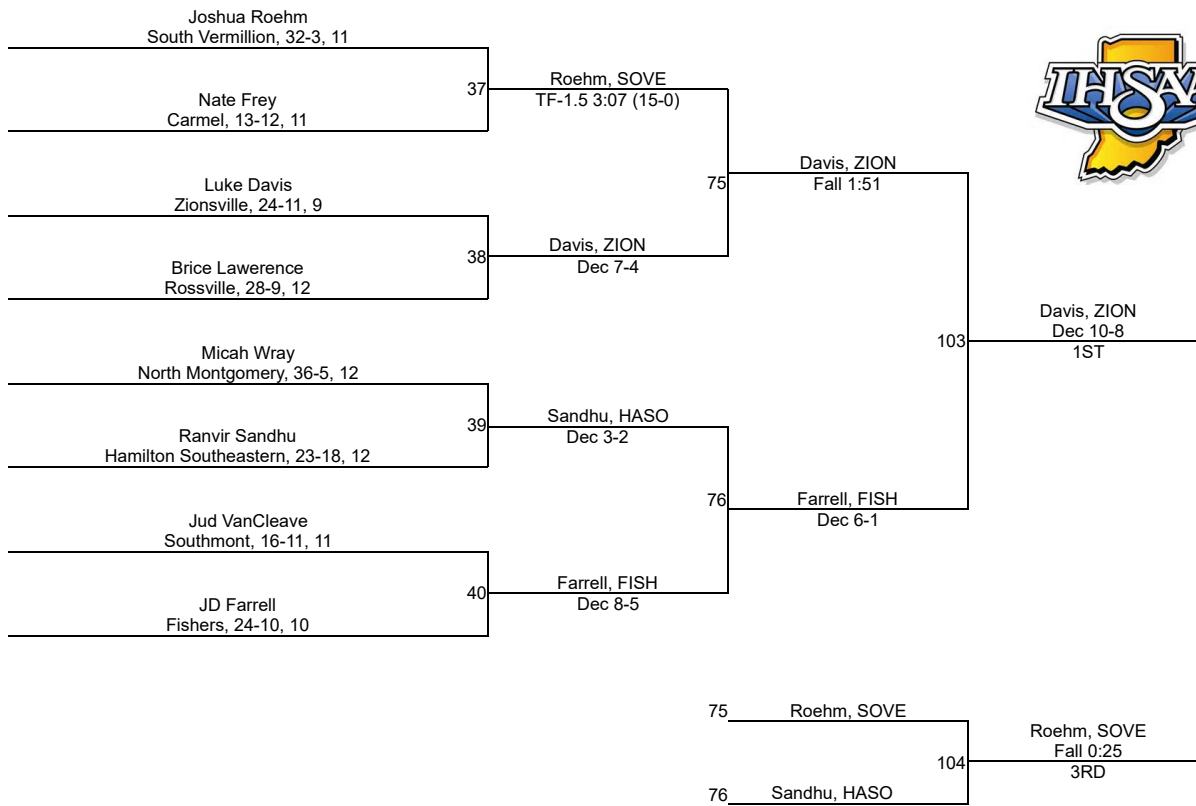 Joshua Roehm
South Vermillion, 32-3, 11
Nate Frey
Carmel, 13-12, 11
Luke Davis
Zionsville, 24-11, 9
Brice Lawerence
Rossville, 28-9, 12
Micah Wray
North Montgomery, 36-5, 12
Ranvir Sandhu
Hamilton Southeastern, 23-18, 12
Jud VanCleave
Southmont, 16-11, 11
JD Farrell
Fishers, 24-10, 10
37
Roehm, SOVE
TF-1.5 3:07 (15-0)
38
Davis, ZION
Dec 7-4
39
Sandhu, HASO
Dec 3-2
40
Farrell, FISH
Dec 8-5
75
Davis, ZION
Fall 1:51
76
Farrell, FISH
Dec 6-1
103
Davis, ZION
Dec 10-8
1ST
75
Roehm, SOVE
76
Sandhu, HASO
104
Roehm, SOVE
Fall 0:25
3RD
IHSAA